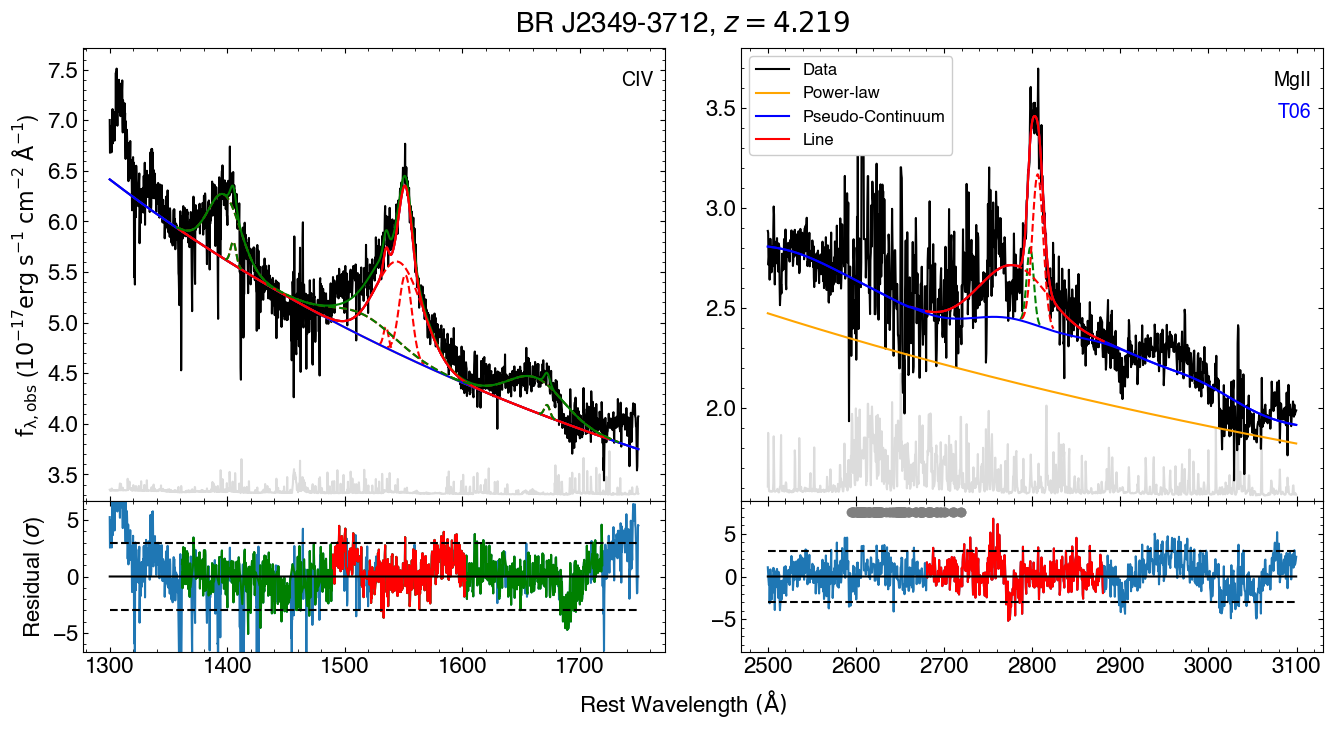 BR J2349-3712, z = 4.219
f_λ,obs (10⁻¹⁷erg s⁻¹ cm⁻² Å⁻¹)
7.5
7.0
6.5
6.0
5.5
5.0
4.5
4.0
3.5
CIV
Residual (σ)
5
0
−5
1300 1400 1500 1600 1700
3.5
3.0
2.5
2.0
Data
Power-law
Pseudo-Continuum
Line
MgII
T06
5
0
−5
2500 2600 2700 2800 2900 3000 3100
Rest Wavelength (Å)